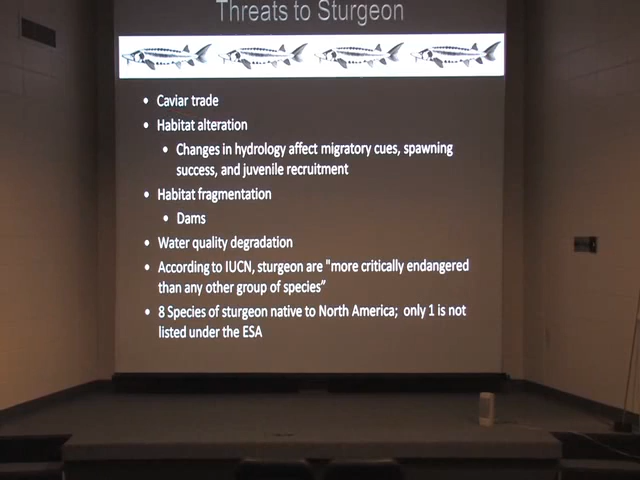 Threats to Sturgeon
• Caviar trade
• Habitat alteration
• Changes in hydrology affect migratory cues, spawning
success, and juvenile recruitment
• Habitat fragmentation
• Dams
• Water quality degradation
• According to IUCN, sturgeon are "more critically endangered
than any other group of species”
• 8 Species of sturgeon native to North America; only 1 is not
listed under the ESA